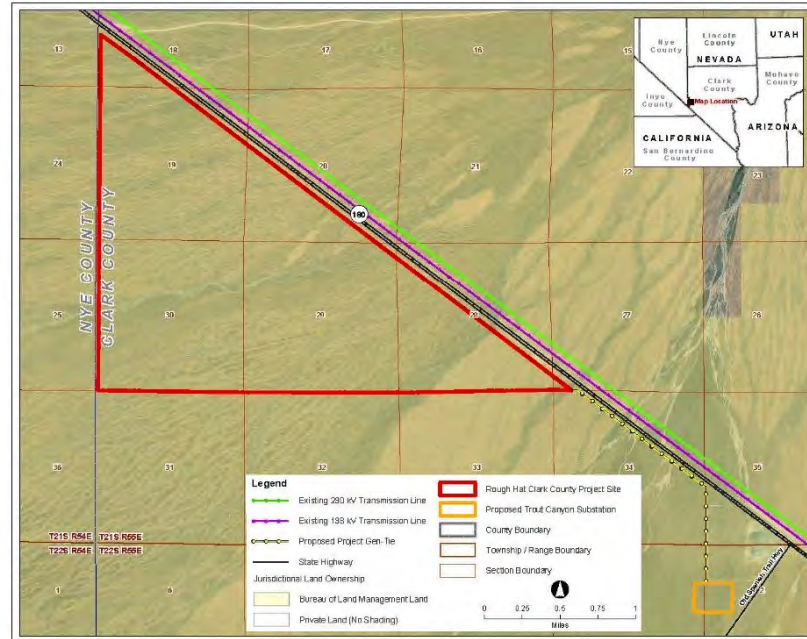 Nye
County
Lincoln
County
UTAH
NEVADA
Clark
County
Mohave
County
Inyo
County
Map Location
ARIZONA
CALIFORNIA
San Bernardino
County
13
18
17
16
15
24
19
20
21
22
23
160
NYE COUNTY
CLARK COUNTY
25
30
29
28
27
26
36
31
32
35
T21S R54E
T21S R55E
T22S R54E
T22S R55E
1
6
2
Old Spanish Trail Hwy
Legend
Existing 230 kV Transmission Line
Existing 138 kV Transmission Line
Proposed Project Gen-Tie
State Highway
Jurisdictional Land Ownership
Bureau of Land Management Land
Private Land (No Shading)
Rough Hat Clark County Project Site
Proposed Trout Canyon Substation
County Boundary
Township / Range Boundary
Section Boundary
0 0.25 0.5 0.75 1
Miles